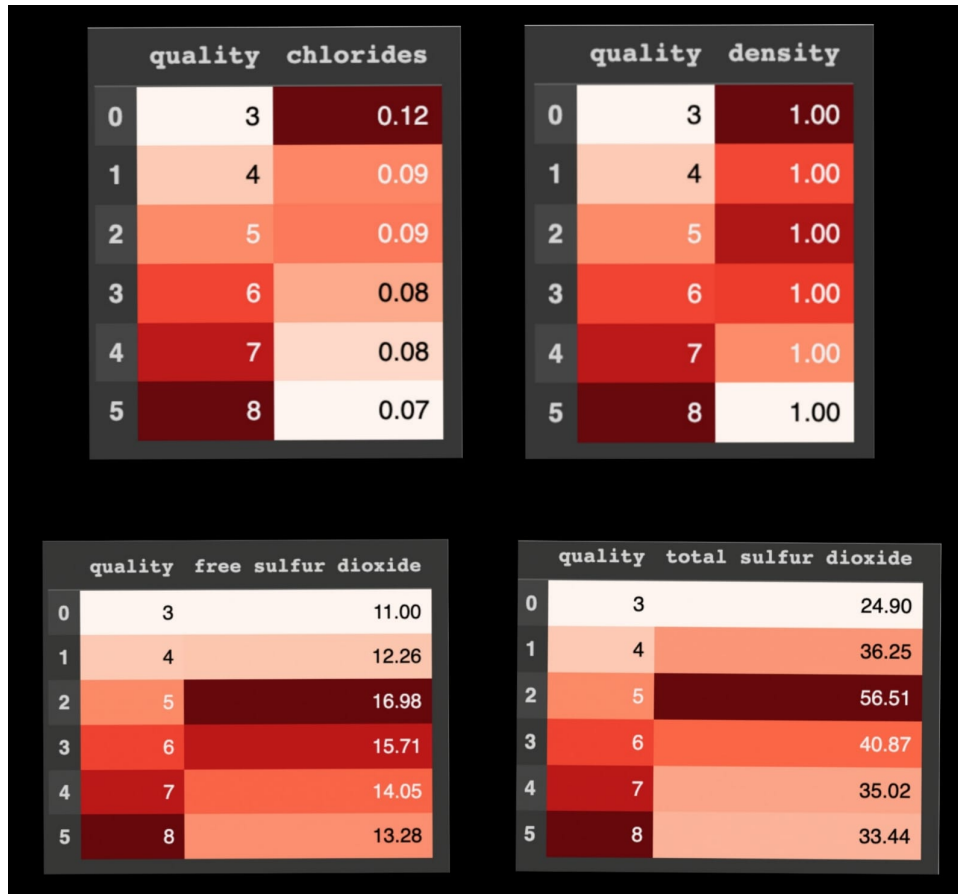 quality chlorides
0 3 0.12
1 4 0.09
2 5 0.09
3 6 0.08
4 7 0.08
5 8 0.07
quality density
0 3 1.00
1 4 1.00
2 5 1.00
3 6 1.00
4 7 1.00
5 8 1.00
quality free sulfur dioxide
0 3 11.00
1 4 12.26
2 5 16.98
3 6 15.71
4 7 14.05
5 8 13.28
quality total sulfur dioxide
0 3 24.90
1 4 36.25
2 5 56.51
3 6 40.87
4 7 35.02
5 8 33.44